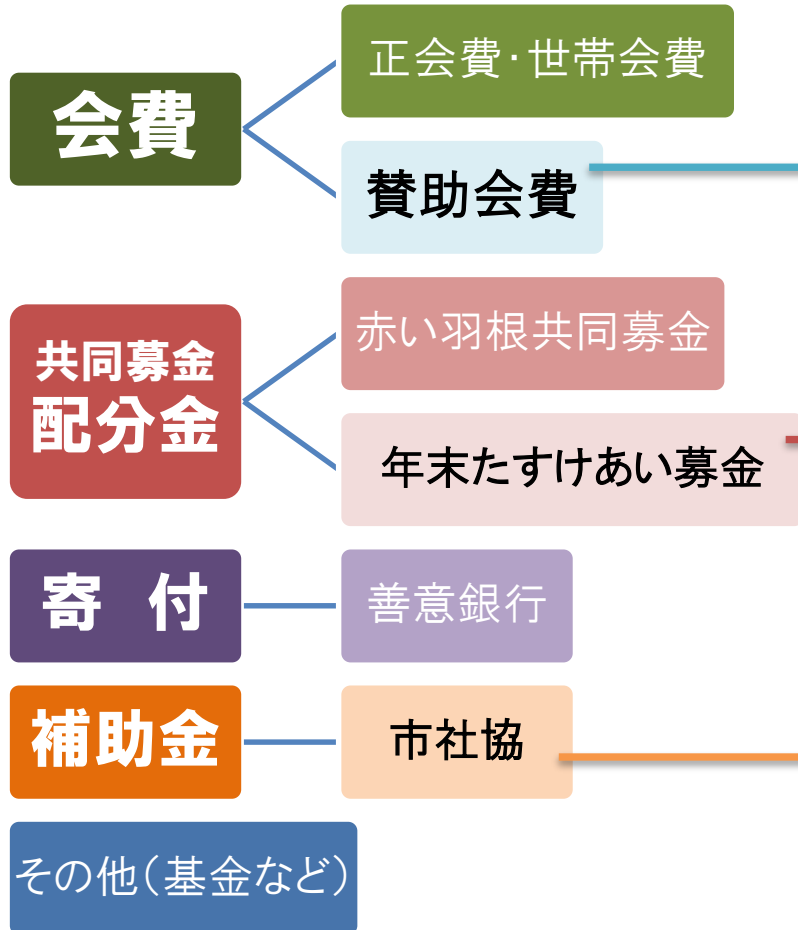 会費
正会費・世帯会費
賛助会費
共同募金
配分金
赤い羽根共同募金
年末たすけあい募金
寄　付
善意銀行
補助金
市社協
その他(基金など)